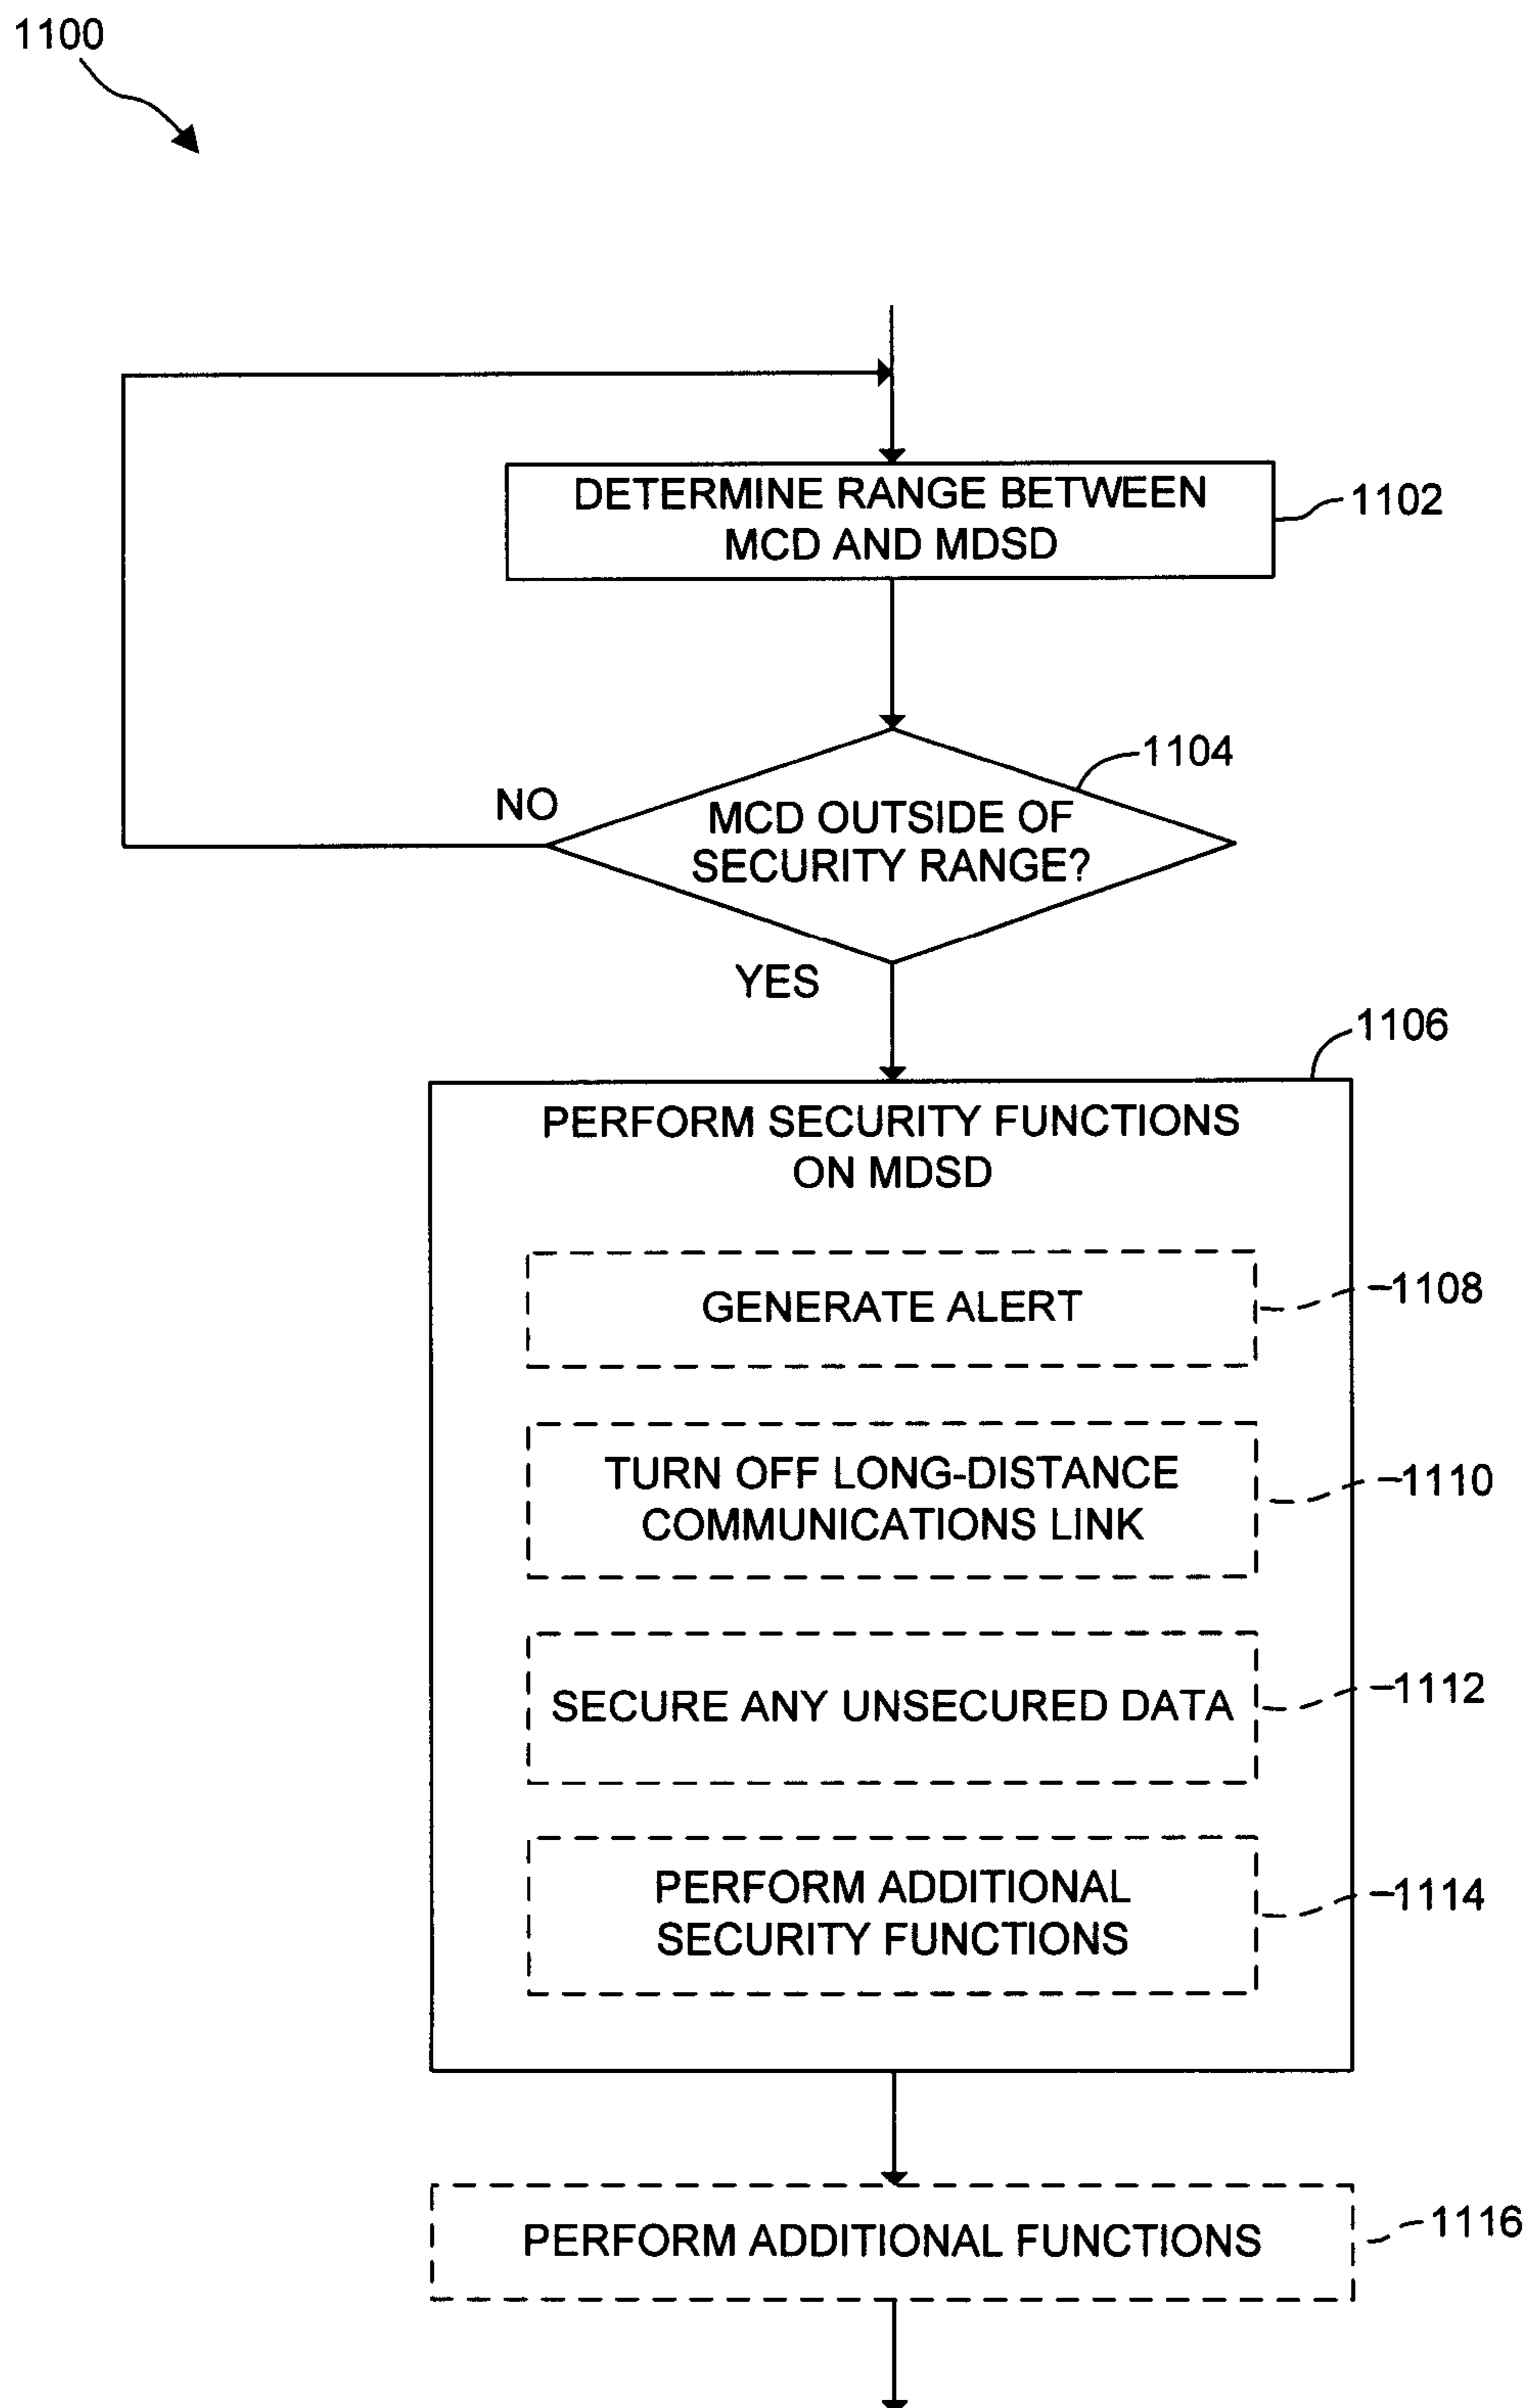 1100
DETERMINE RANGE BETWEEN
MCD AND MDSD
1102
1104
NO
MCD OUTSIDE OF
SECURITY RANGE?
YES
1106
PERFORM SECURITY FUNCTIONS
ON MDSD
GENERATE ALERT
1108
TURN OFF LONG-DISTANCE
COMMUNICATIONS LINK
1110
SECURE ANY UNSECURED DATA
1112
PERFORM ADDITIONAL
SECURITY FUNCTIONS
1114
PERFORM ADDITIONAL FUNCTIONS
1116